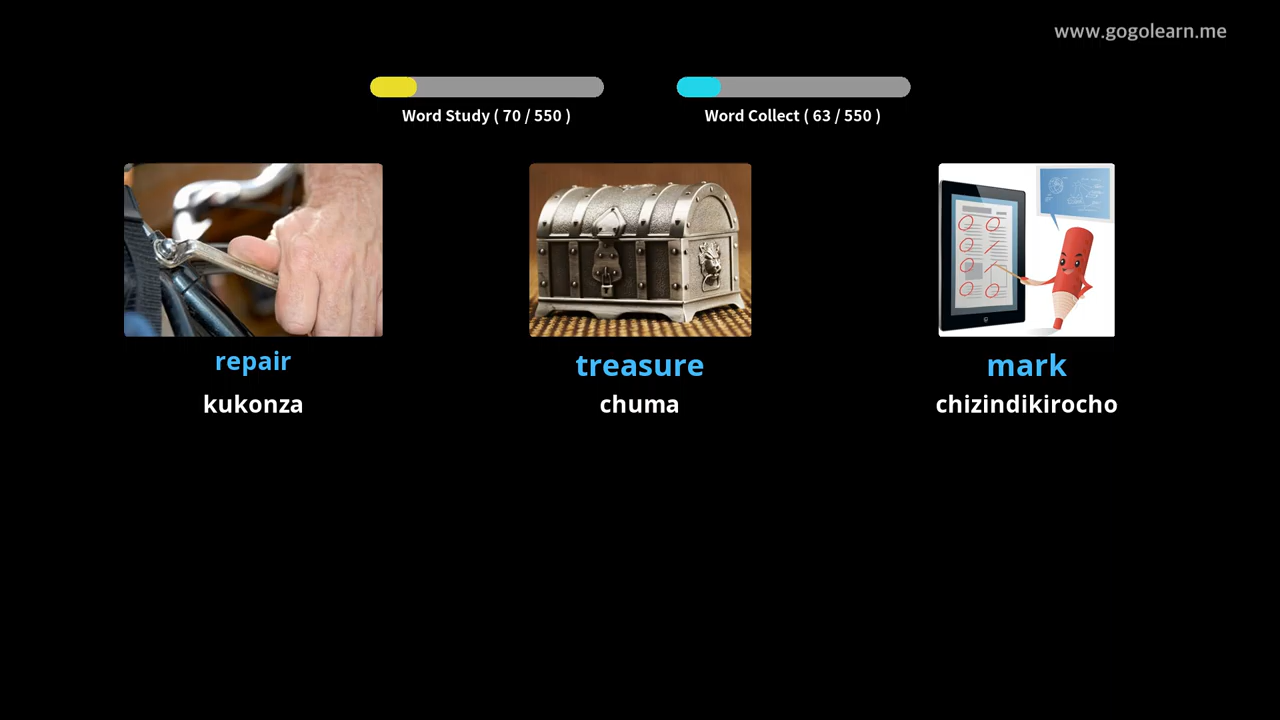 www.gogolearn.me
Word Study ( 70 / 550 )
Word Collect ( 63 / 550 )
repair
treasure
mark
kukonza
chuma
chizindikirocho